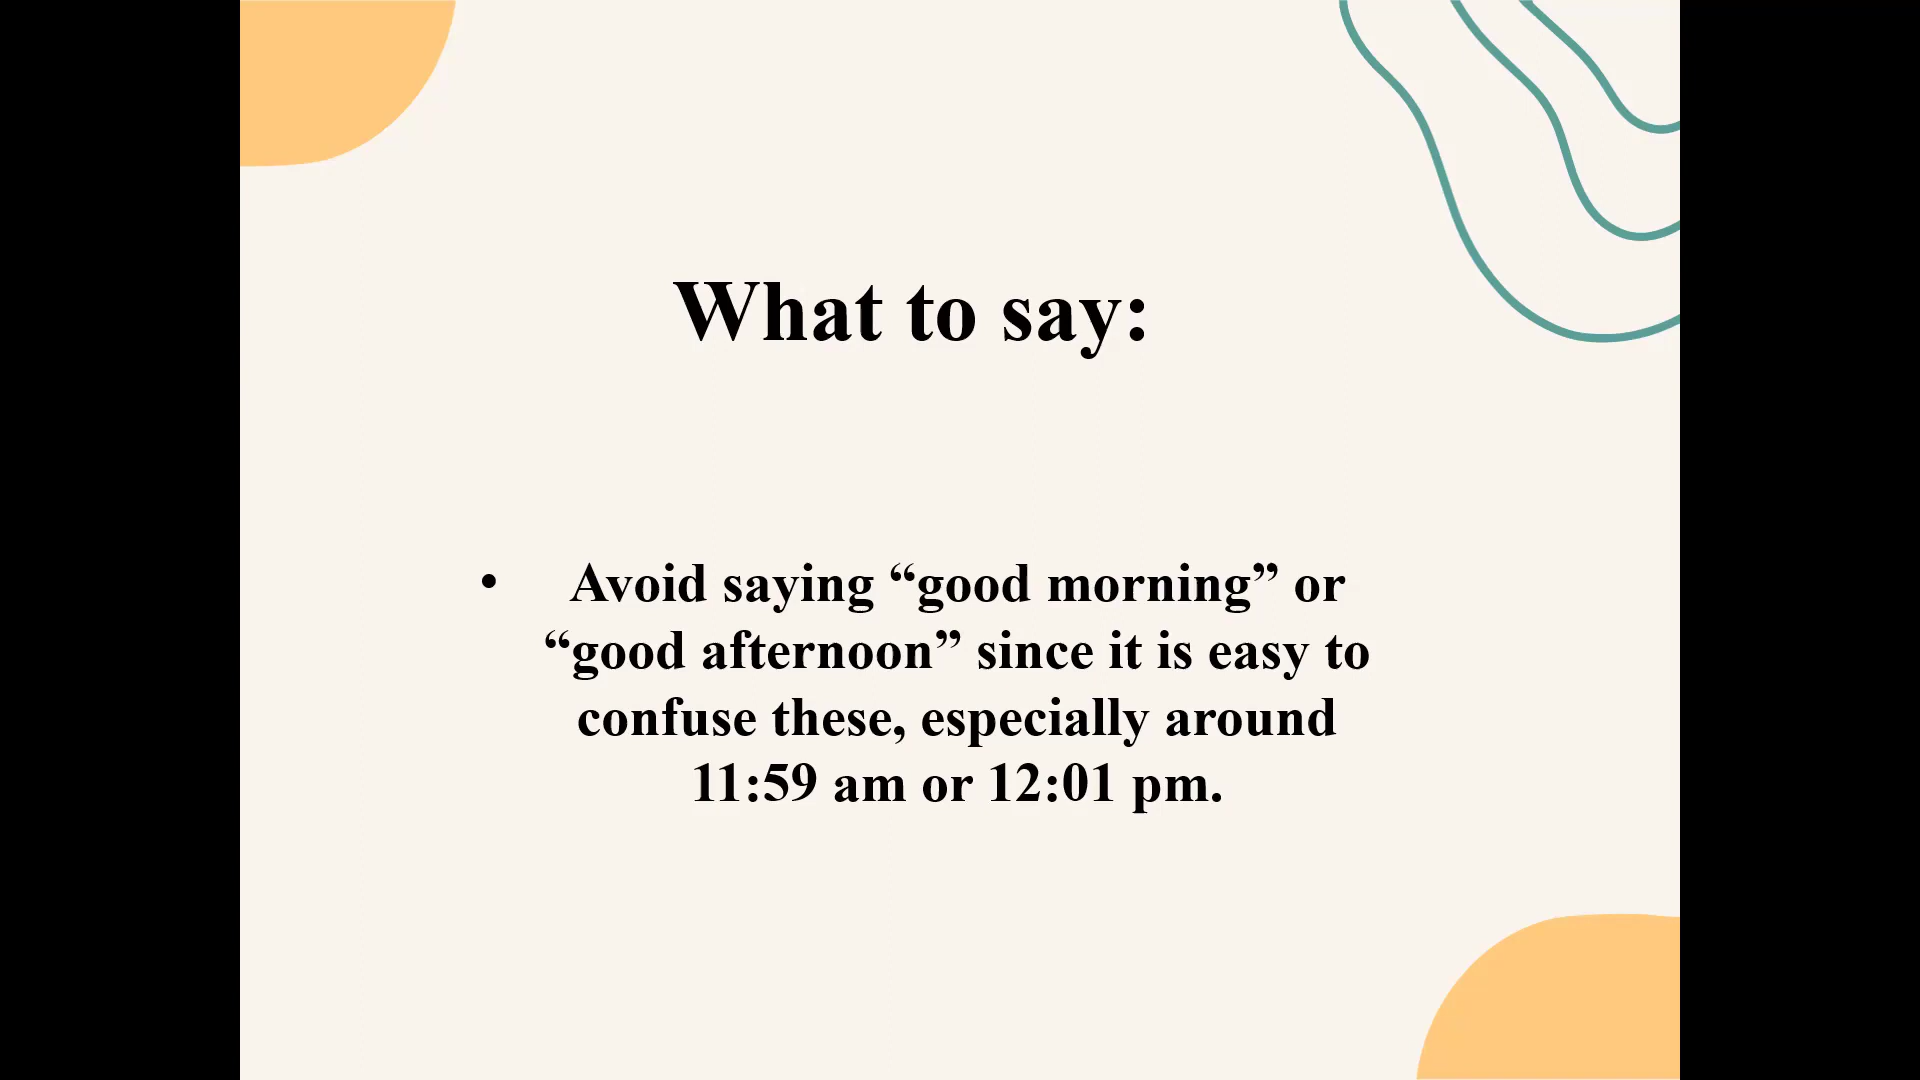 What to say:
• Avoid saying “good morning” or
“good afternoon” since it is easy to
confuse these, especially around
11:59 am or 12:01 pm.